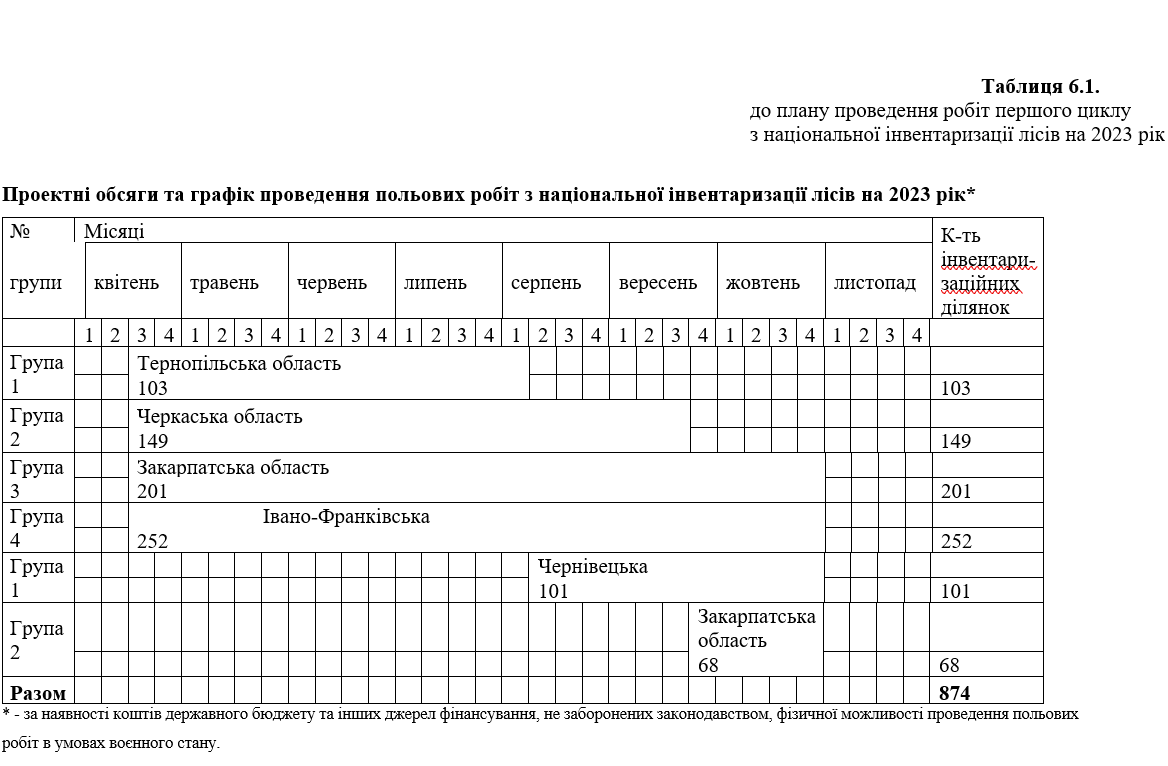 Таблиця 6.1.
до плану проведення робіт першого циклу
з національної інвентаризації лісів на 2023 рік
Проектні обсяги та графік проведення польових робіт з національної інвентаризації лісів на 2023 рік*
№ групи Місяці К-ть інвентари-заційних ділянок
квітень травень червень липень серпень вересень жовтень листопад
1 2 3 4 1 2 3 4 1 2 3 4 1 2 3 4 1 2 3 4 1 2 3 4 1 2 3 4 1 2 3 4
Група 1 Тернопільська область
103 103
Група 2 Черкаська область
149 149
Група 3 Закарпатська область
201 201
Група 4 Івано-Франківська
252 252
Група 1 Чернівецька
101 101
Група 2 Закарпатська область
68 68
Разом 874
* - за наявності коштів державного бюджету та інших джерел фінансування, не заборонених законодавством, фізичної можливості проведення польових
робіт в умовах воєнного стану.